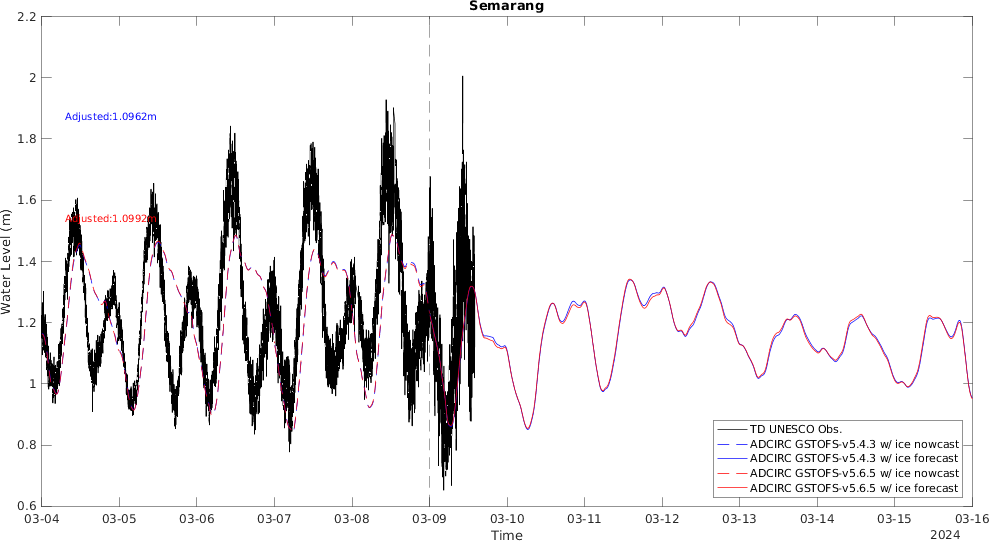 Semarang
2.2
2
1.8
1.6
1.4
1.2
1
0.8
0.6
Water Level (m)
Adjusted:1.0962m
Adjusted:1.0992m
TD UNESCO Obs.
ADCIRC GSTOFS-v5.4.3 w/ ice nowcast
ADCIRC GSTOFS-v5.4.3 w/ ice forecast
ADCIRC GSTOFS-v5.6.5 w/ ice nowcast
ADCIRC GSTOFS-v5.6.5 w/ ice forecast
03-04 03-05 03-06 03-07 03-08 03-09 03-10 03-11 03-12 03-13 03-14 03-15 03-16
Time
2024